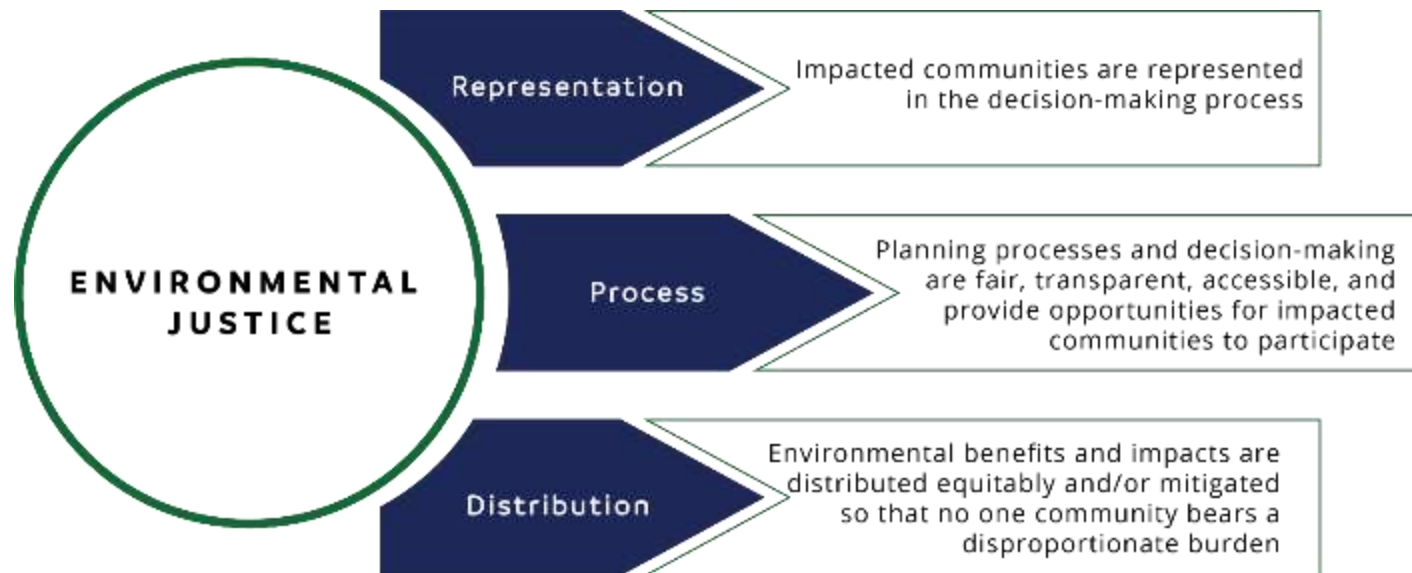 ENVIRONMENTAL
JUSTICE
Representation
Impacted communities are represented
in the decision-making process
Process
Planning processes and decision-making
are fair, transparent, accessible, and
provide opportunities for impacted
communities to participate
Distribution
Environmental benefits and impacts are
distributed equitably and/or mitigated
so that no one community bears a
disproportionate burden